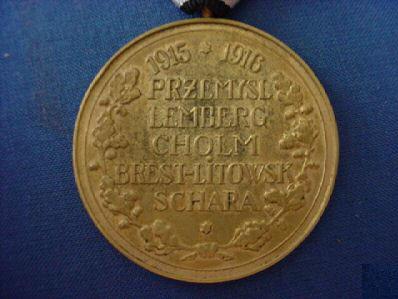 1915 * 1916
PRZEMYSL
LEMBERG
CHOLM
BREST-LITOWSK
SCHARA